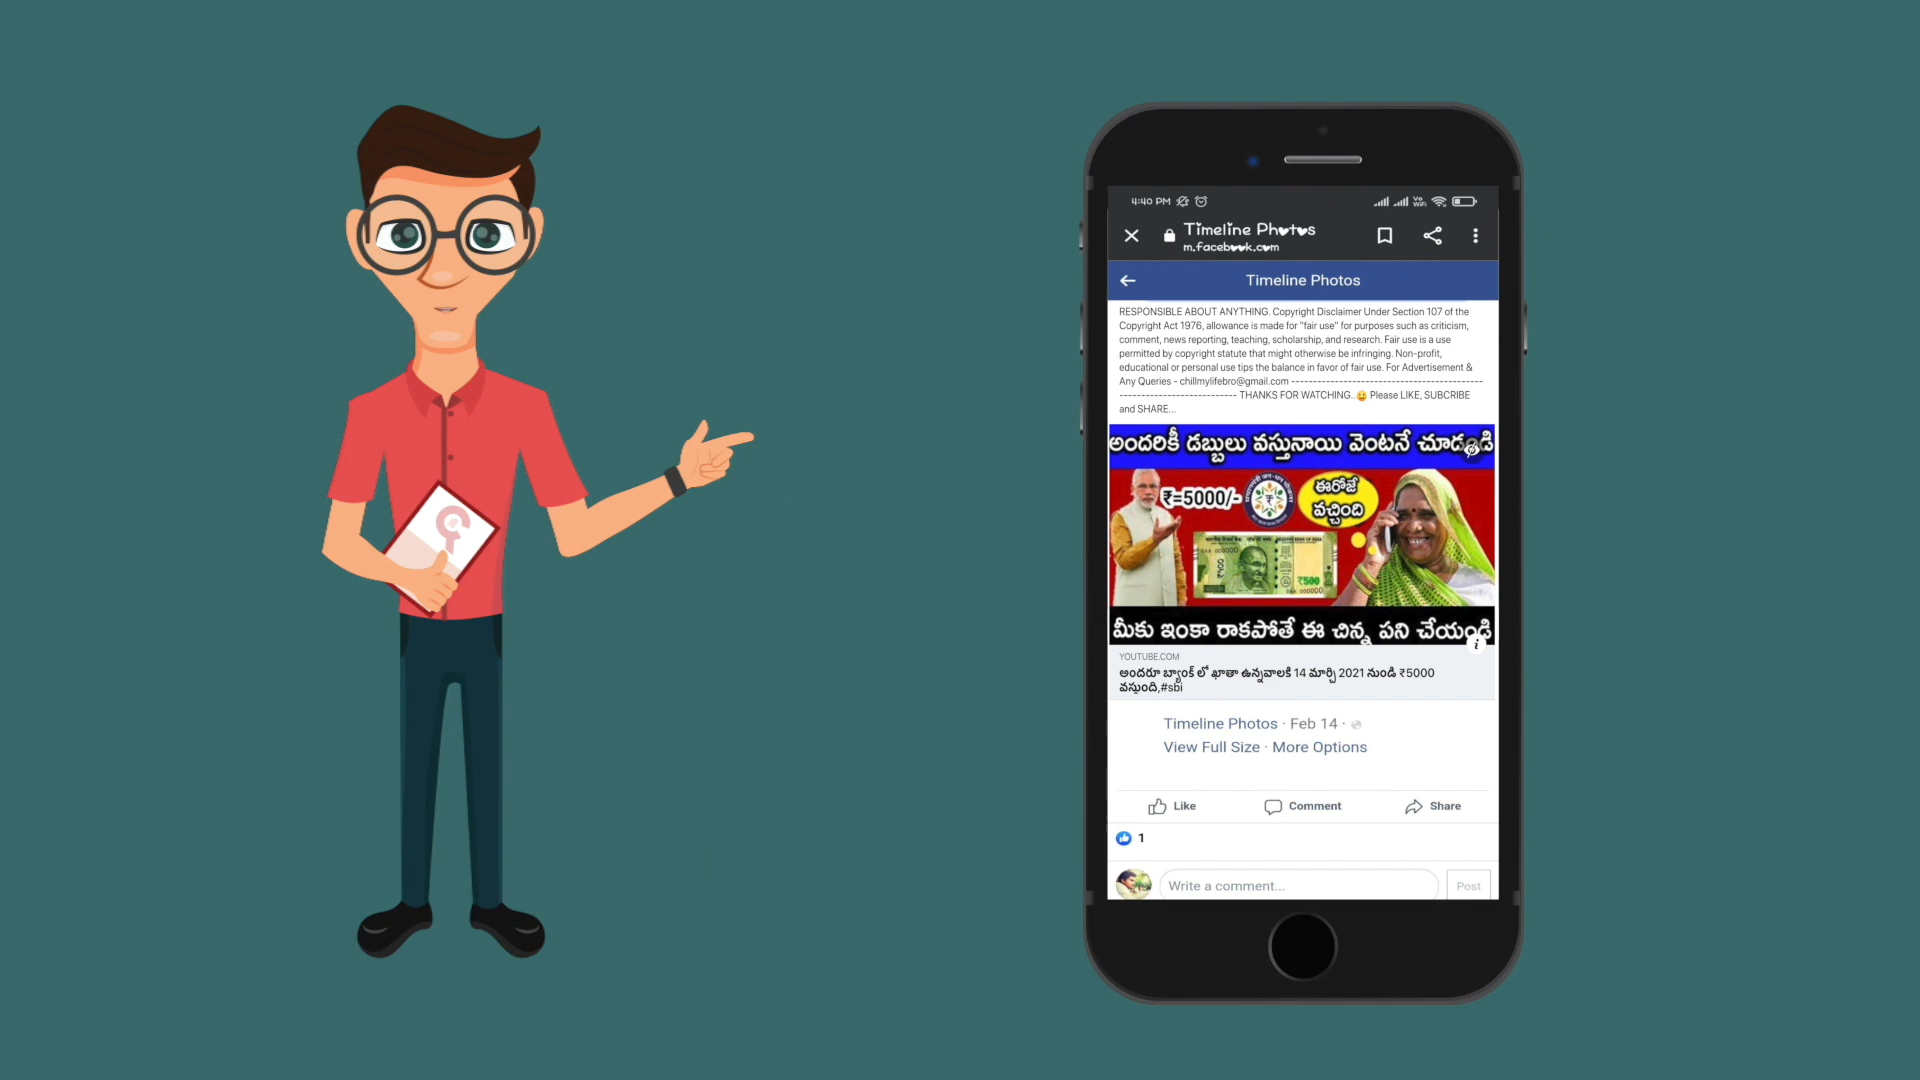 4:40 PM
Timeline Photos
m.facebook.com
Timeline Photos
RESPONSIBLE ABOUT ANYTHING. Copyright Disclaimer Under Section 107 of the
Copyright Act 1976, allowance is made for "fair use" for purposes such as criticism,
comment, news reporting, teaching, scholarship, and research. Fair use is a use
permitted by copyright statute that might otherwise be infringing. Non-profit,
educational or personal use tips the balance in favor of fair use. For Advertisement &
Any Queries - chillmylifebro@gmail.com --------------------------------------------
--------------------------- THANKS FOR WATCHING..😃 Please LIKE, SUBCRIBE
and SHARE...
అందరికీ డబ్బులు వస్తునాయి వెంటనే చూడండి
₹=5000/-
ఈరోజే
వచ్చింది
₹500
మీకు ఇంకా రాకపోతే ఈ చిన్న పని చేయండి
YOUTUBE.COM
అందరూ బ్యాంక్ లో ఖాతా ఉన్నవాలకి 14 మార్చి 2021 నుండి ₹5000
వస్తుంది,#sbi
Timeline Photos · Feb 14 ·
View Full Size · More Options
Like Comment Share
1
Write a comment... Post